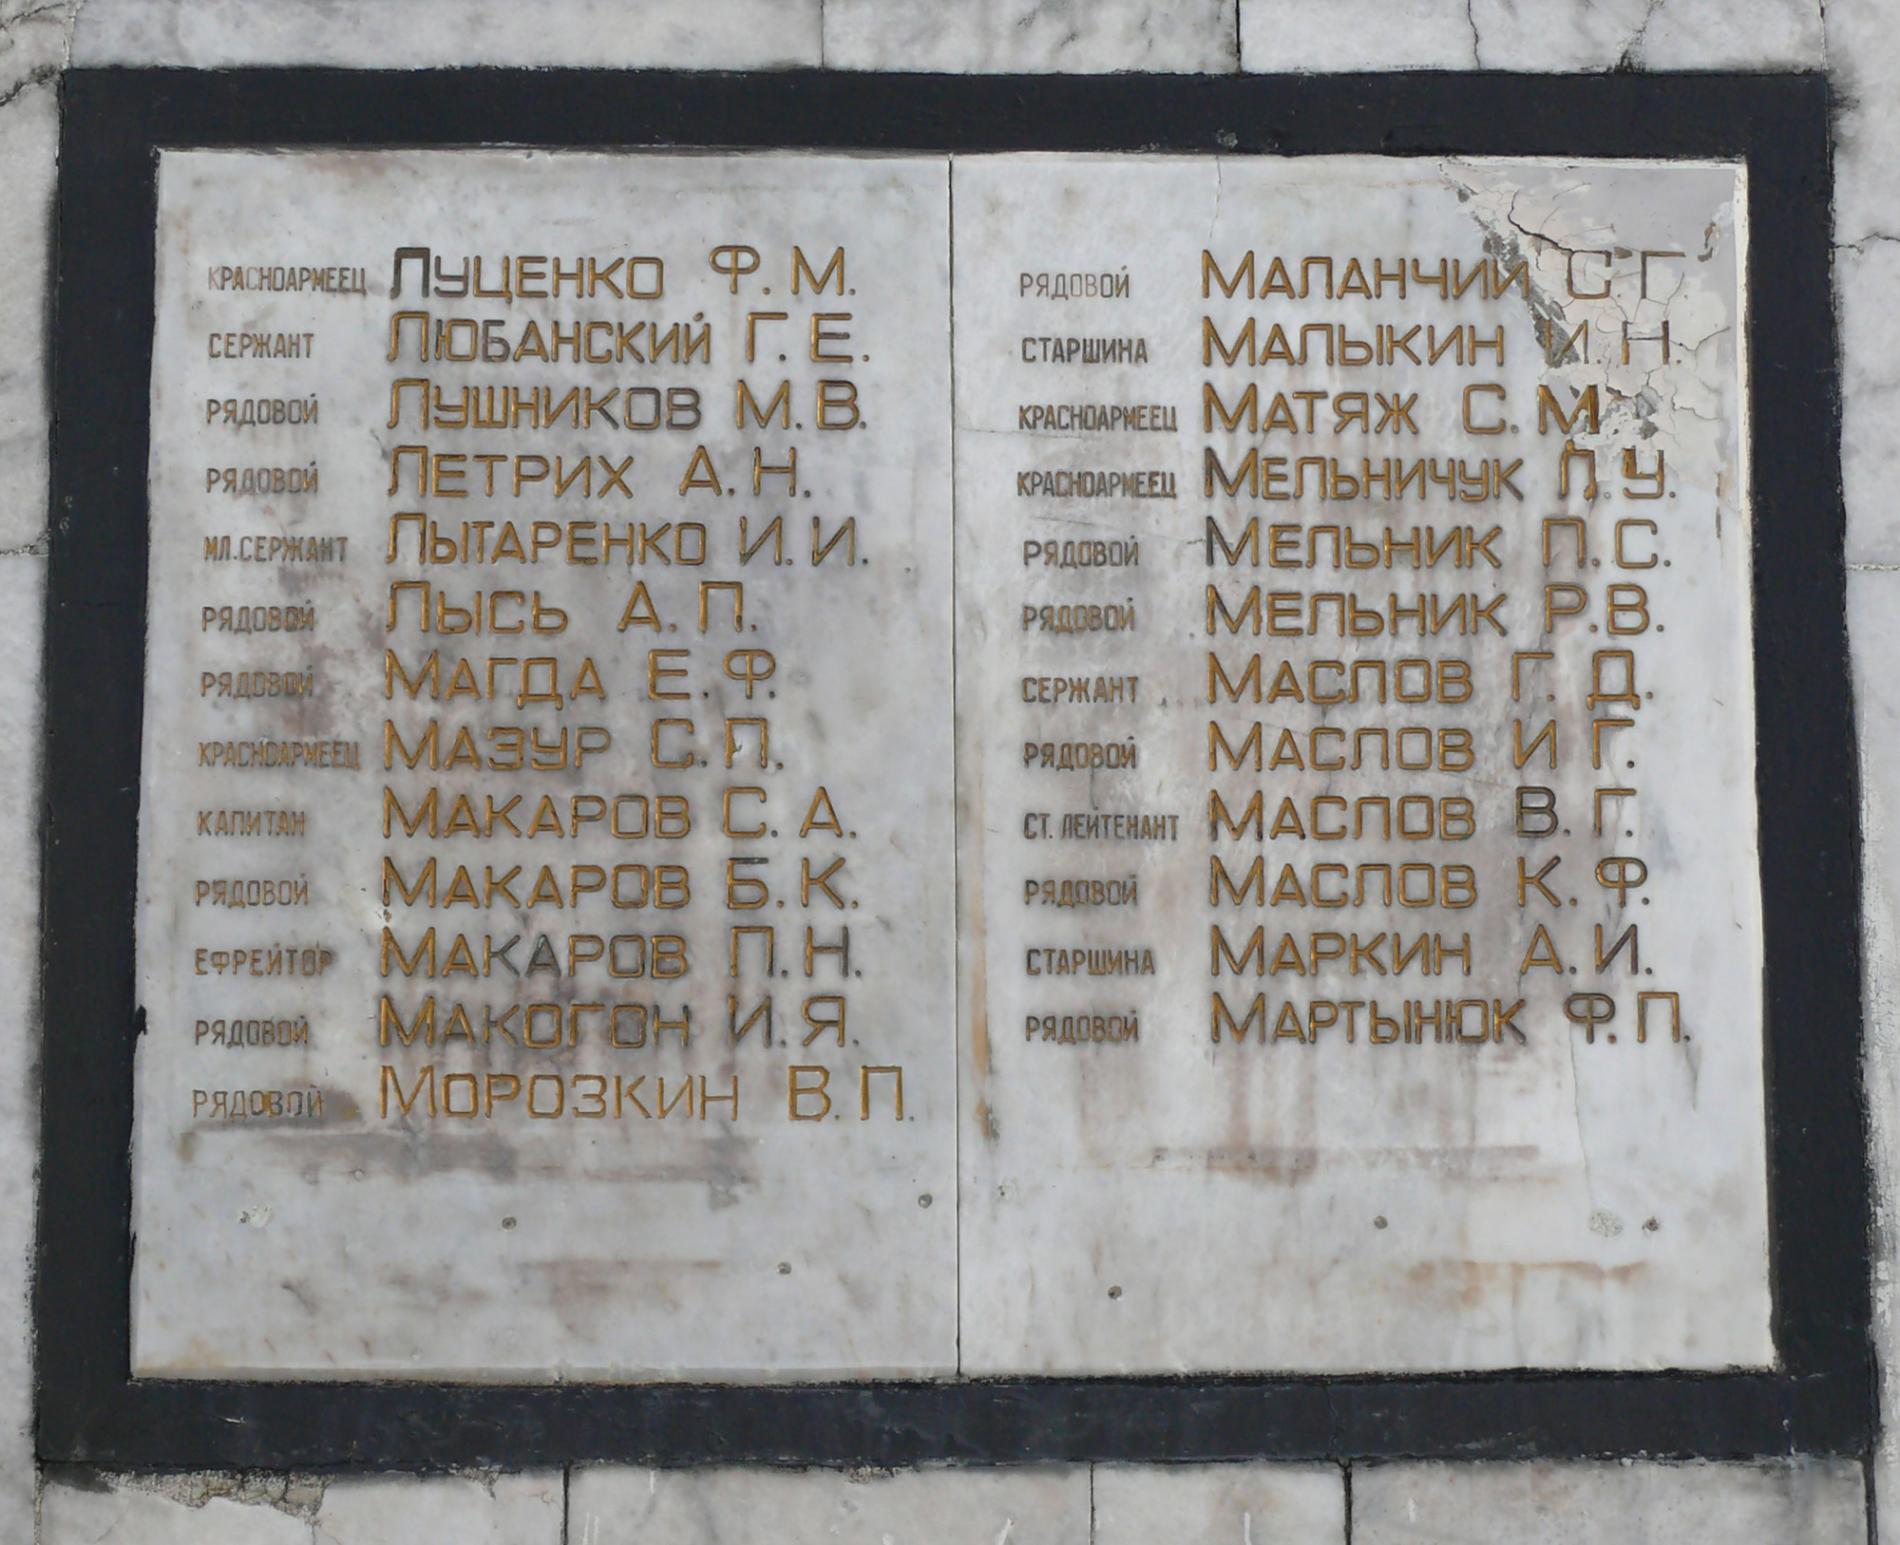 КРАСНОАРМЕЕЦ ЛУЦЕНКО Ф. М.
СЕРЖАНТ ЛЮБАНСКИЙ Г. Е.
РЯДОВОЙ ЛУШНИКОВ М. В.
РЯДОВОЙ ЛЕТРИХ А. Н.
МЛ.СЕРЖАНТ ЛЫТАРЕНКО И. И.
РЯДОВОЙ ЛЫСЬ А. П.
РЯДОВОЙ МАГДА Е. Ф.
КРАСНОАРМЕЕЦ МАЗУР С. П.
КАПИТАН МАКАРОВ С. А.
РЯДОВОЙ МАКАРОВ Б. К.
ЕФРЕЙТОР МАКАРОВ П. Н.
РЯДОВОЙ МАКОГОН И. Я.
РЯДОВОЙ МОРОЗКИН В. П.
РЯДОВОЙ МАЛАНЧИЙ С. Г.
СТАРШИНА МАЛЫКИН И. Н.
КРАСНОАРМЕЕЦ МАТЯЖ С. М
КРАСНОАРМЕЕЦ МЕЛЬНИЧУК Л. У.
РЯДОВОЙ МЕЛЬНИК П. С.
РЯДОВОЙ МЕЛЬНИК Р. В.
СЕРЖАНТ МАСЛОВ Г. Д.
РЯДОВОЙ МАСЛОВ И Г.
СТ. ЛЕЙТЕНАНТ МАСЛОВ В. Г.
РЯДОВОЙ МАСЛОВ К. Ф.
СТАРШИНА МАРКИН А. И.
РЯДОВОЙ МАРТЫНЮК Ф. П.